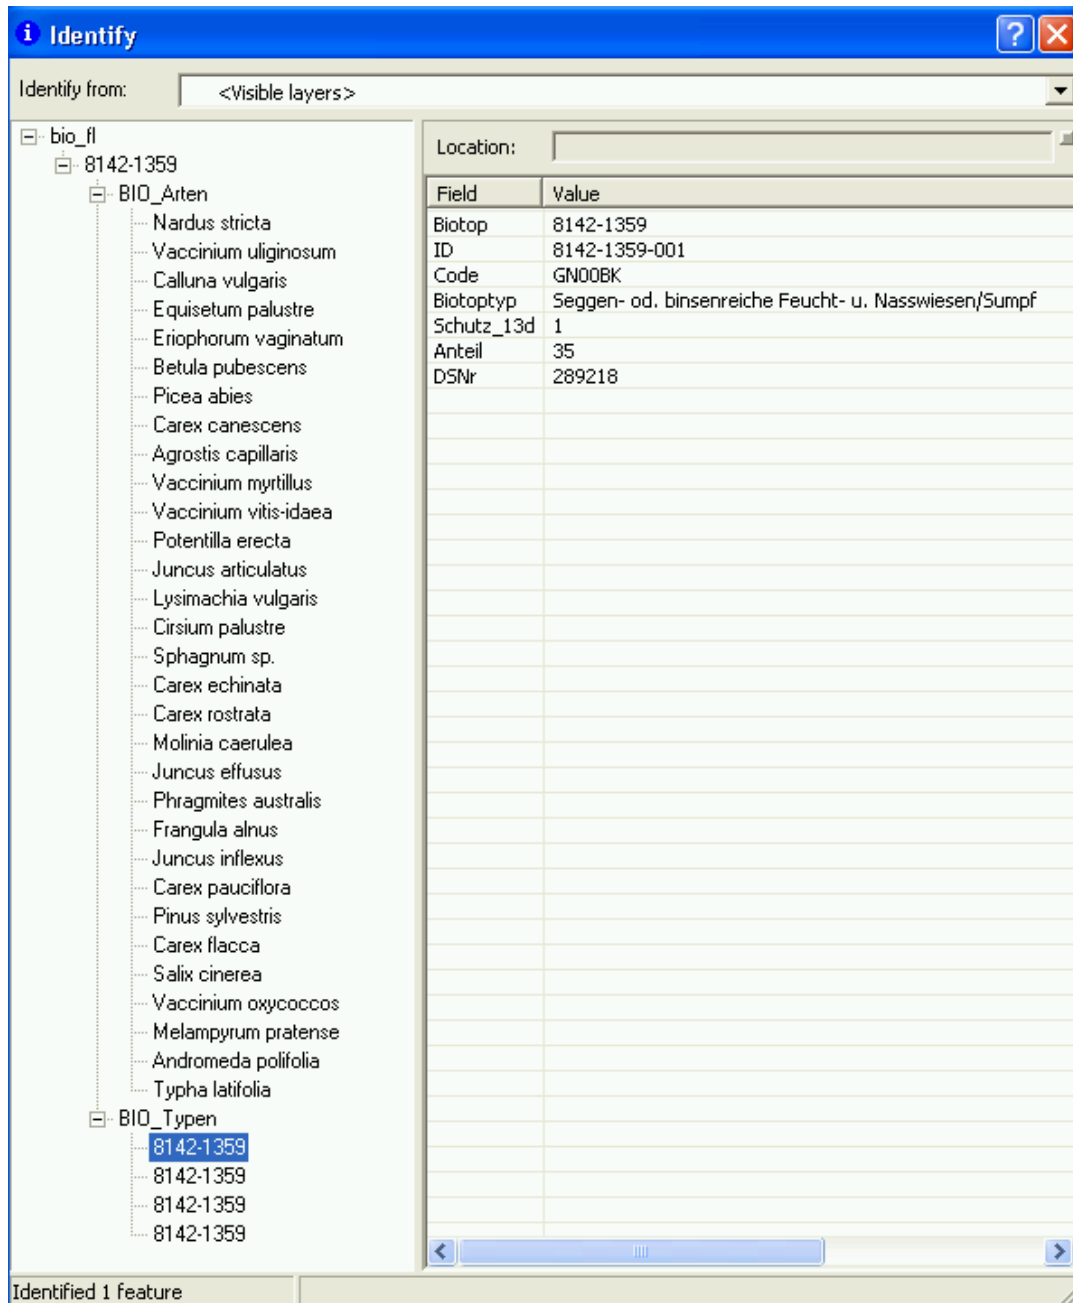 Identify
Identify from: <Visible layers>
bio_fl
8142-1359
BIO_Arten
Nardus stricta
Vaccinium uliginosum
Calluna vulgaris
Equisetum palustre
Eriophorum vaginatum
Betula pubescens
Picea abies
Carex canescens
Agrostis capillaris
Vaccinium myrtillus
Vaccinium vitis-idaea
Potentilla erecta
Juncus articulatus
Lysimachia vulgaris
Cirsium palustre
Sphagnum sp.
Carex echinata
Carex rostrata
Molinia caerulea
Juncus effusus
Phragmites australis
Frangula alnus
Juncus inflexus
Carex pauciflora
Pinus sylvestris
Carex flacca
Salix cinerea
Vaccinium oxycoccos
Melampyrum pratense
Andromeda polifolia
Typha latifolia
BIO_Typen
8142-1359
8142-1359
8142-1359
8142-1359
Location:
Field Value
Biotop 8142-1359
ID 8142-1359-001
Code GN00BK
Biotoptyp Seggen- od. binsenreiche Feucht- u. Nasswiesen/Sumpf
Schutz_13d 1
Anteil 35
DSNr 289218
Identified 1 feature